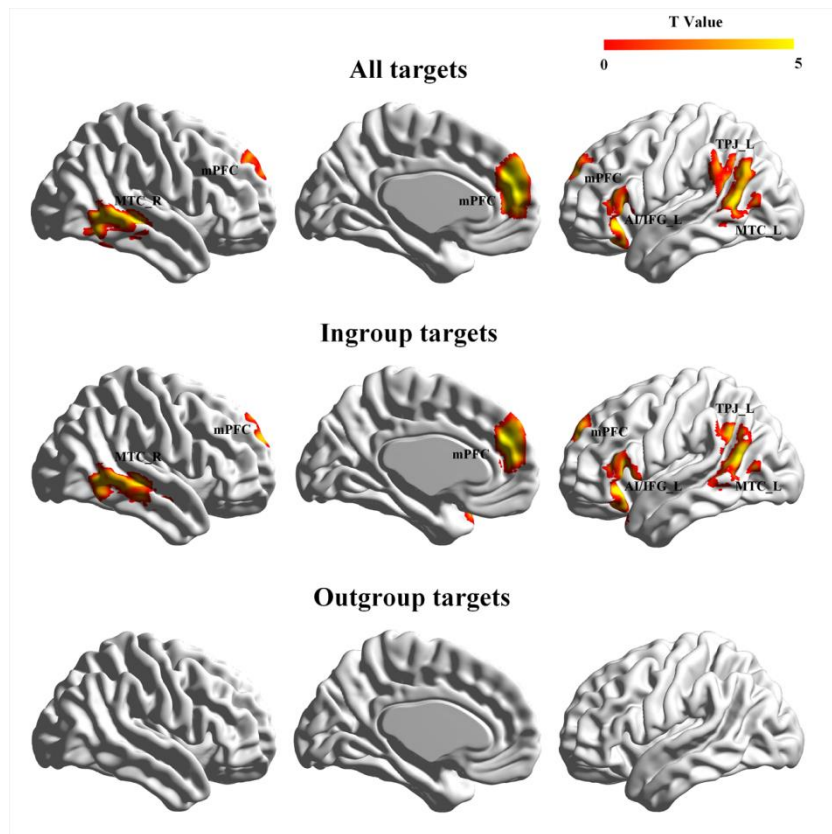 T Value
0 5
All targets
mPFC
MTC_R
mPFC
TPJ_L
mPFC
AI/IFG_L
MTC_L
Ingroup targets
mPFC
MTC_R
mPFC
TPJ_L
mPFC
AI/IFG_L
MTC_L
Outgroup targets